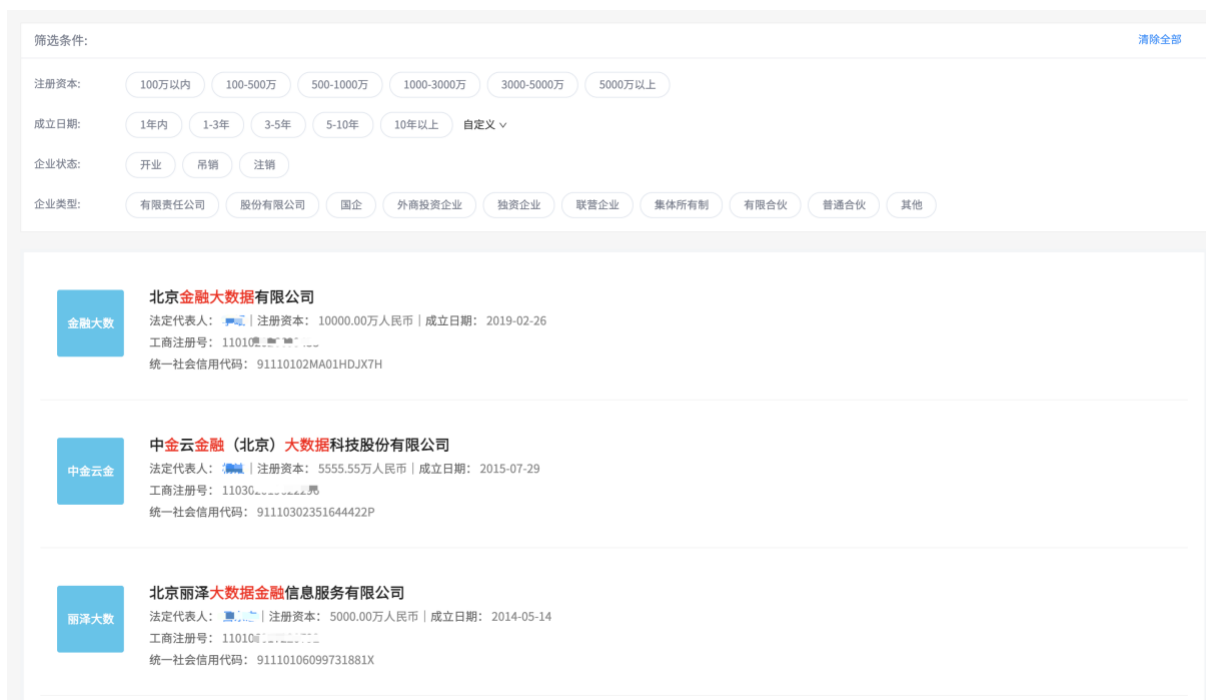 筛选条件: 清除全部
注册资本: 100万以内 100-500万 500-1000万 1000-3000万 3000-5000万 5000万以上
成立日期: 1年内 1-3年 3-5年 5-10年 10年以上 自定义
企业状态: 开业 吊销 注销
企业类型: 有限责任公司 股份有限公司 国企 外商投资企业 独资企业 联营企业 集体所有制 有限合伙 普通合伙 其他
金融大数
北京金融大数据有限公司
法定代表人: | 注册资本: 10000.00万人民币 | 成立日期: 2019-02-26
工商注册号:
统一社会信用代码: 91110102MA01HDJX7H
中金云金
中金云金融（北京）大数据科技股份有限公司
法定代表人: | 注册资本: 5555.55万人民币 | 成立日期: 2015-07-29
工商注册号:
统一社会信用代码: 91110302351644422P
丽泽大数
北京丽泽大数据金融信息服务有限公司
法定代表人: | 注册资本: 5000.00万人民币 | 成立日期: 2014-05-14
工商注册号:
统一社会信用代码: 91110106099731881X